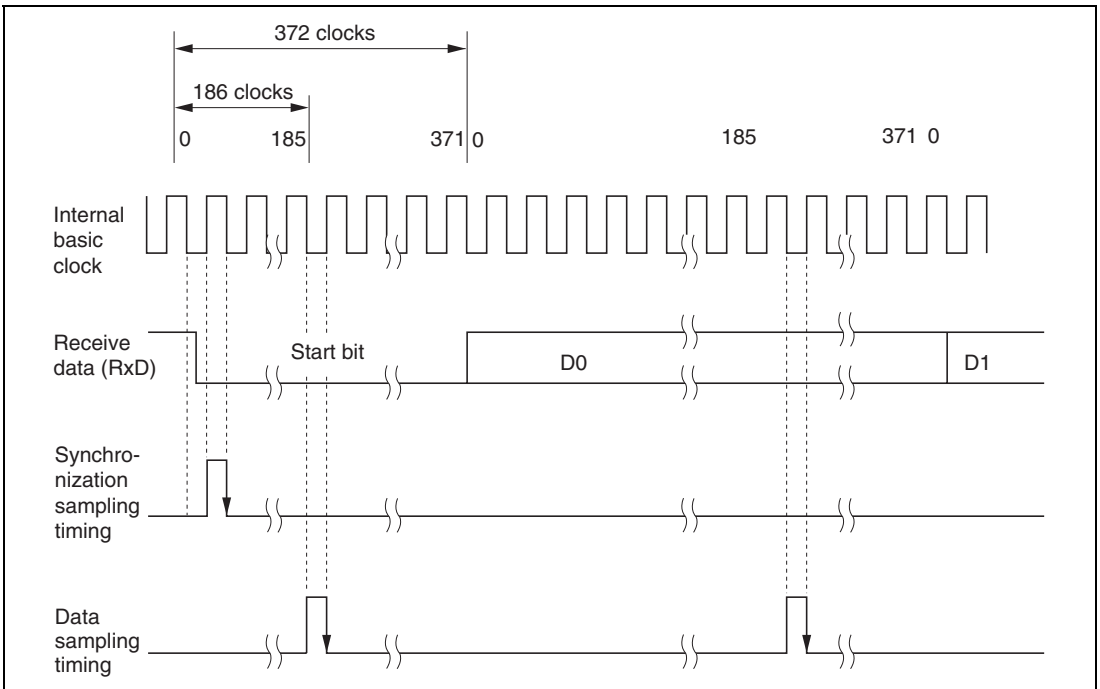 372 clocks
186 clocks
0 185 371 0 185 371 0
Internal
basic
clock
Receive
data (RxD)
Start bit D0 D1
Synchro-
nization
sampling
timing
Data
sampling
timing